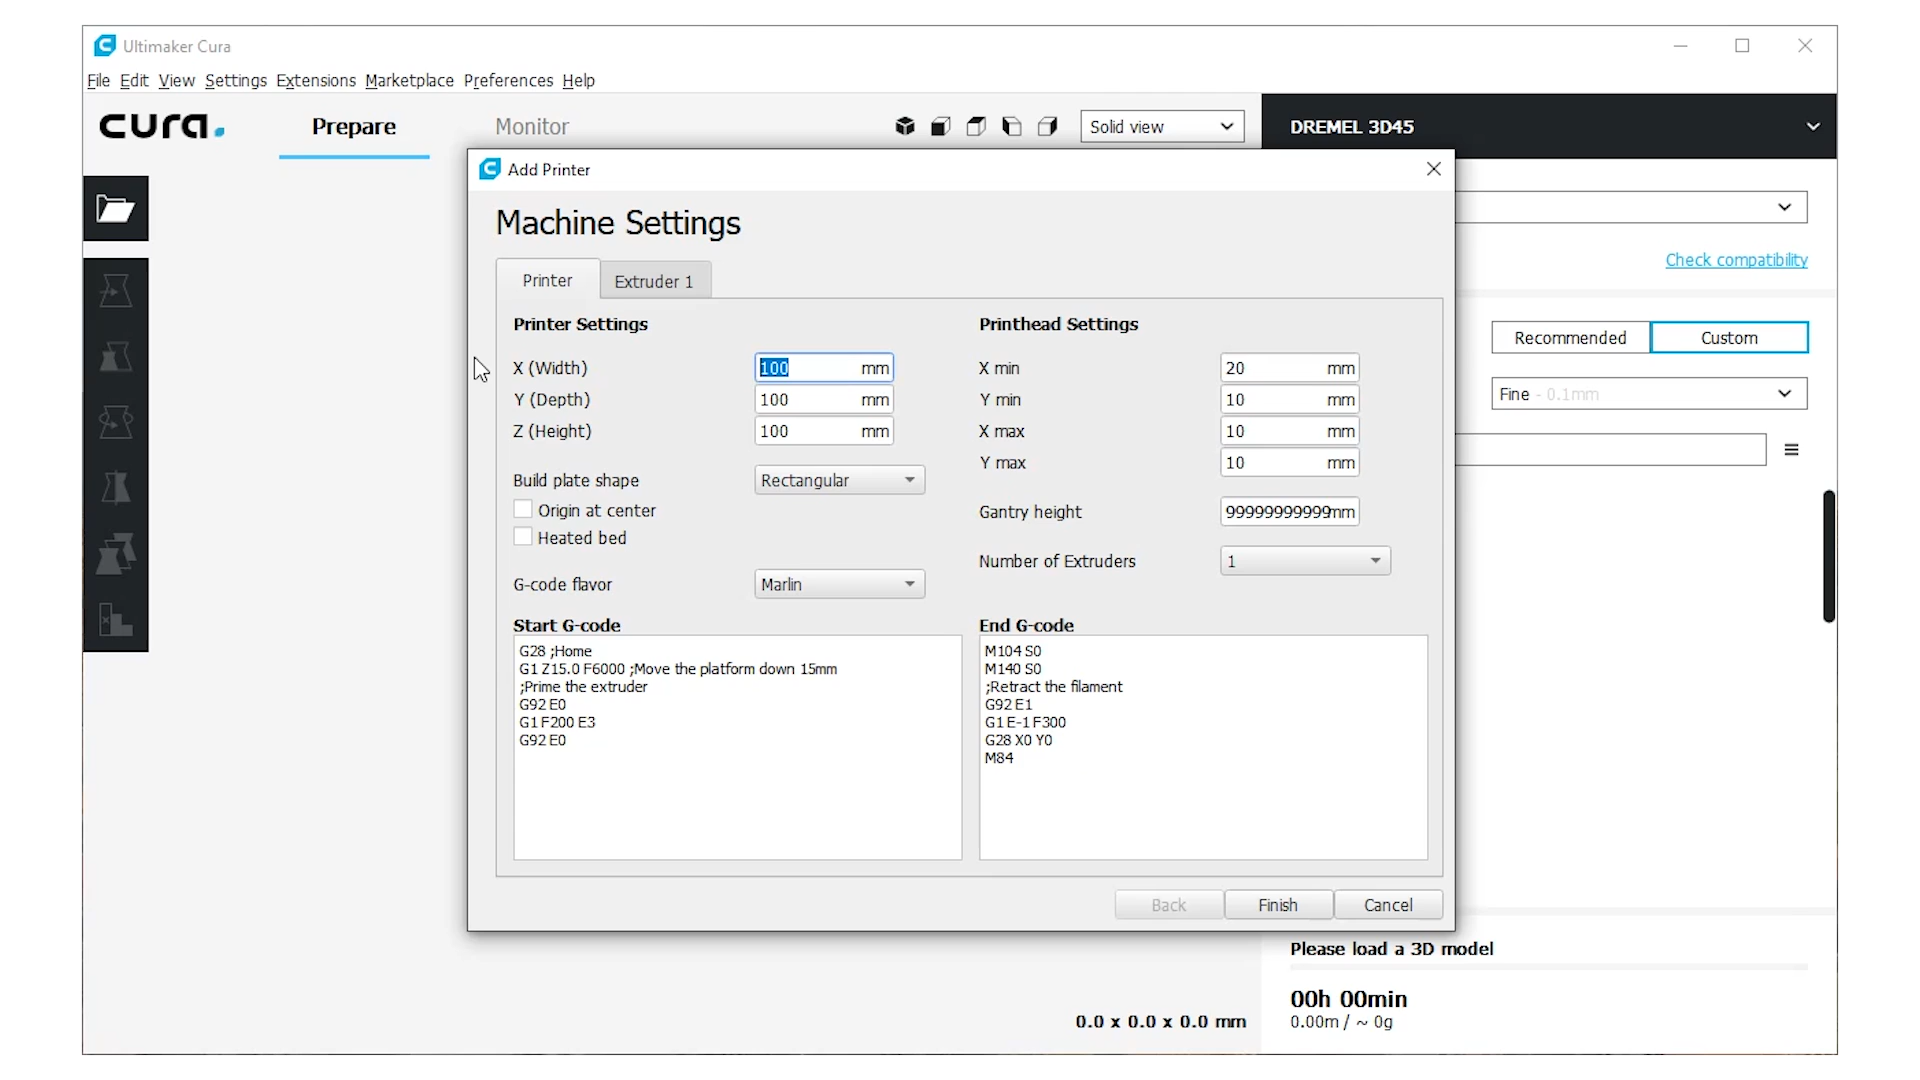 Ultimaker Cura
File Edit View Settings Extensions Marketplace Preferences Help
cura.
Prepare
Monitor
Solid view
DREMEL 3D45
Add Printer
Machine Settings
Check compatibility
Printer
Extruder 1
Recommended
Custom
Fine - 0.1mm
Printer Settings
X (Width) 100 mm
Y (Depth) 100 mm
Z (Height) 100 mm
Build plate shape Rectangular
Origin at center
Heated bed
G-code flavor Marlin
Printhead Settings
X min 20 mm
Y min 10 mm
X max 10 mm
Y max 10 mm
Gantry height 99999999999mm
Number of Extruders 1
Start G-code
G28 ;Home
G1 Z15.0 F6000 ;Move the platform down 15mm
;Prime the extruder
G92 E0
G1 F200 E3
G92 E0
End G-code
M104 S0
M140 S0
;Retract the filament
G92 E1
G1 E-1 F300
G28 X0 Y0
M84
Back
Finish
Cancel
Please load a 3D model
00h 00min
0.00m / ~ 0g
0.0 x 0.0 x 0.0 mm